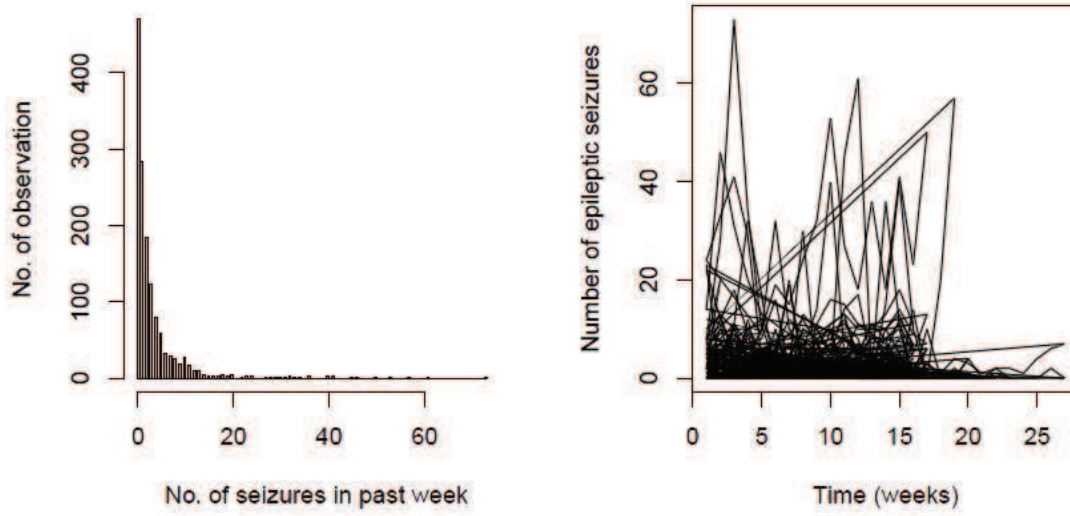 No. of observation
0 100 200 300 400
0 20 40 60
No. of seizures in past week
Number of epileptic seizures
0 20 40 60
0 5 10 15 20 25
Time (weeks)